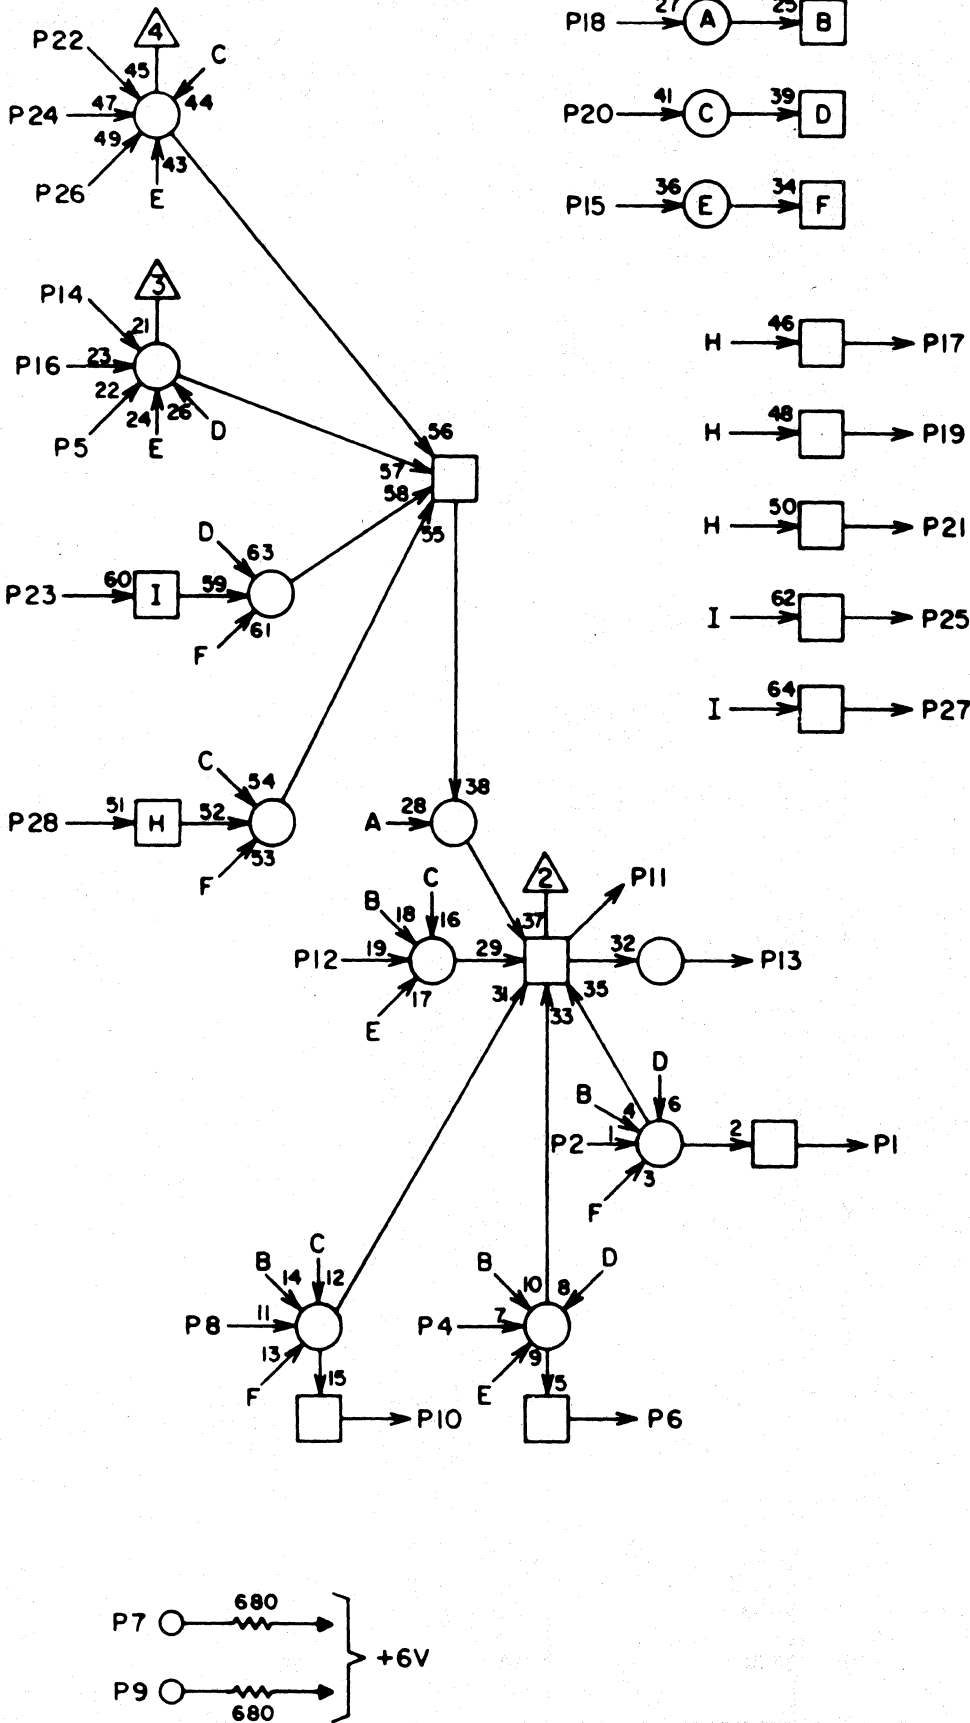 P18 27 A 25 B
4
P22 45 C
P24 47 44
49
P26 43
E
P20 41 C 39 D
P15 36 E 34 F
3
P14 21
P16 23
22
P5 24 26 D
E
H 46 P17
H 48 P19
H 50 P21
I 62 P25
I 64 P27
56
57
58
55
D 63
P23 60 I 59
F 61
C 54
P28 51 H 52
F 53
38
A 28
2
37 P11
C
B 18 16
P12 19 29
E 17
32 P13
31 33 35
D
B 4 6
P2 1 2 P1
F 3
C
B 14 12
P8 11
13
F 15
P10
B 10 8 D
P4 7
9
E 5
P6
680
P7
+6V
P9
680